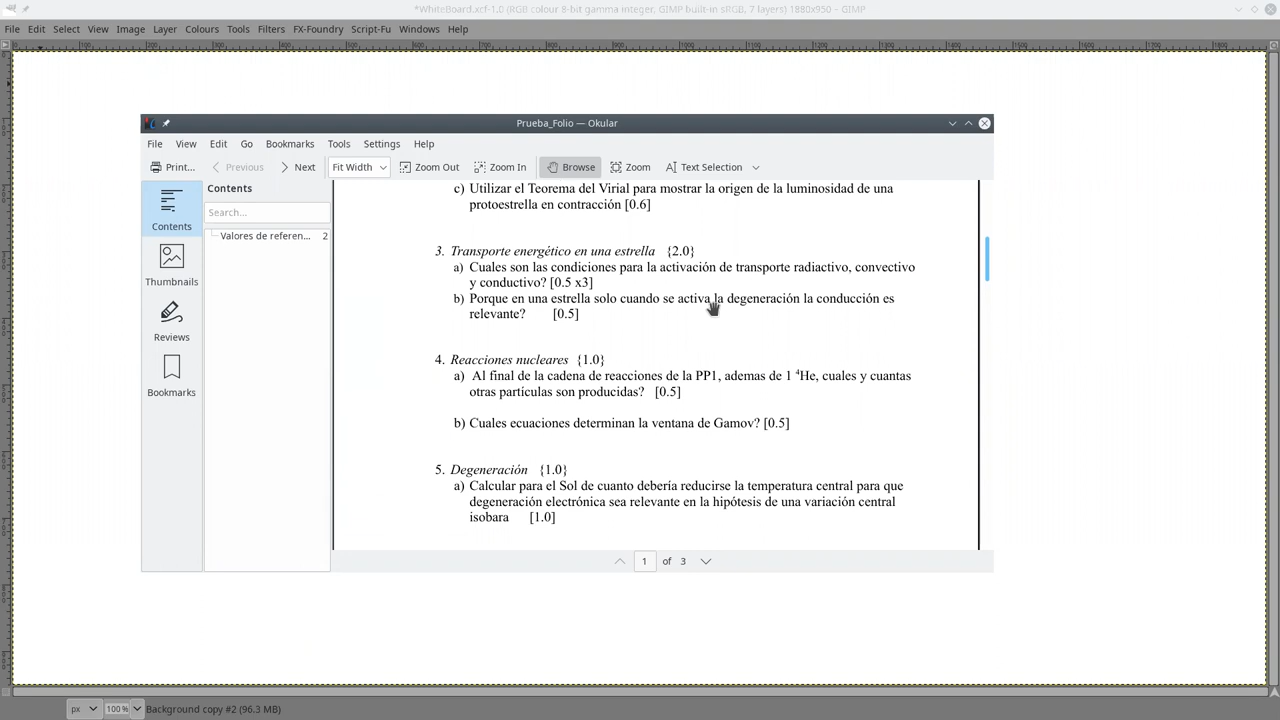 *WhiteBoard.xcf-1.0 (RGB colour 8-bit gamma integer, GIMP built-in sRGB, 7 layers) 1880x950 – GIMP
File Edit Select View Image Layer Colours Tools Filters FX-Foundry Script-Fu Windows Help
Prueba_Folio — Okular
File View Edit Go Bookmarks Tools Settings Help
Print... Previous Next Fit Width Zoom Out Zoom In Browse Zoom Text Selection
Contents
Contents
Search...
Valores de referen... 2
Thumbnails
Reviews
Bookmarks
c) Utilizar el Teorema del Virial para mostrar la origen de la luminosidad de una
protoestrella en contracción [0.6]
3. Transporte energético en una estrella {2.0}
a) Cuales son las condiciones para la activación de transporte radiactivo, convectivo
y conductivo? [0.5 x3]
b) Porque en una estrella solo cuando se activa la degeneración la conducción es
relevante? [0.5]
4. Reacciones nucleares {1.0}
a) Al final de la cadena de reacciones de la PP1, ademas de 1 ⁴He, cuales y cuantas
otras partículas son producidas? [0.5]
b) Cuales ecuaciones determinan la ventana de Gamov? [0.5]
5. Degeneración {1.0}
a) Calcular para el Sol de cuanto debería reducirse la temperatura central para que
degeneración electrónica sea relevante en la hipótesis de una variación central
isobara [1.0]
1 of 3
px 100% Background copy #2 (96.3 MB)